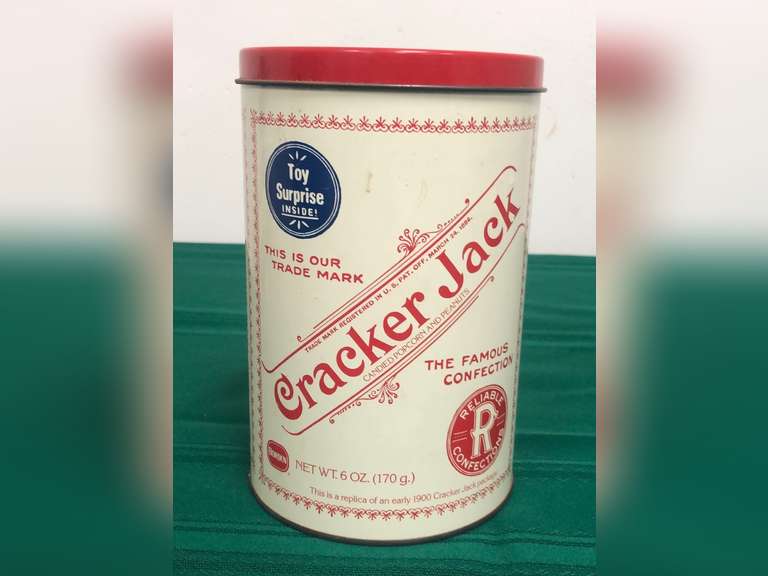 Toy
Surprise
INSIDE!
THIS IS OUR
TRADE MARK
TRADE MARK REGISTERED IN U.S. PAT. OFF. MARCH 24, 1896.
Cracker Jack
CANDIED POPCORN AND PEANUTS
THE FAMOUS
CONFECTION
RELIABLE
R
CONFECTIONS
BORDEN
NET WT. 6 OZ. (170 g.)
This is a replica of an early 1900 Cracker Jack package